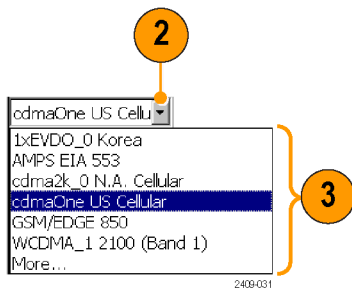 2
cdmaOne US Cellu
1xEVDO_0 Korea
AMPS EIA 553
cdma2k_0 N.A. Cellular
cdmaOne US Cellular
GSM/EDGE 850
WCDMA_1 2100 (Band 1)
More...
3
2409-031